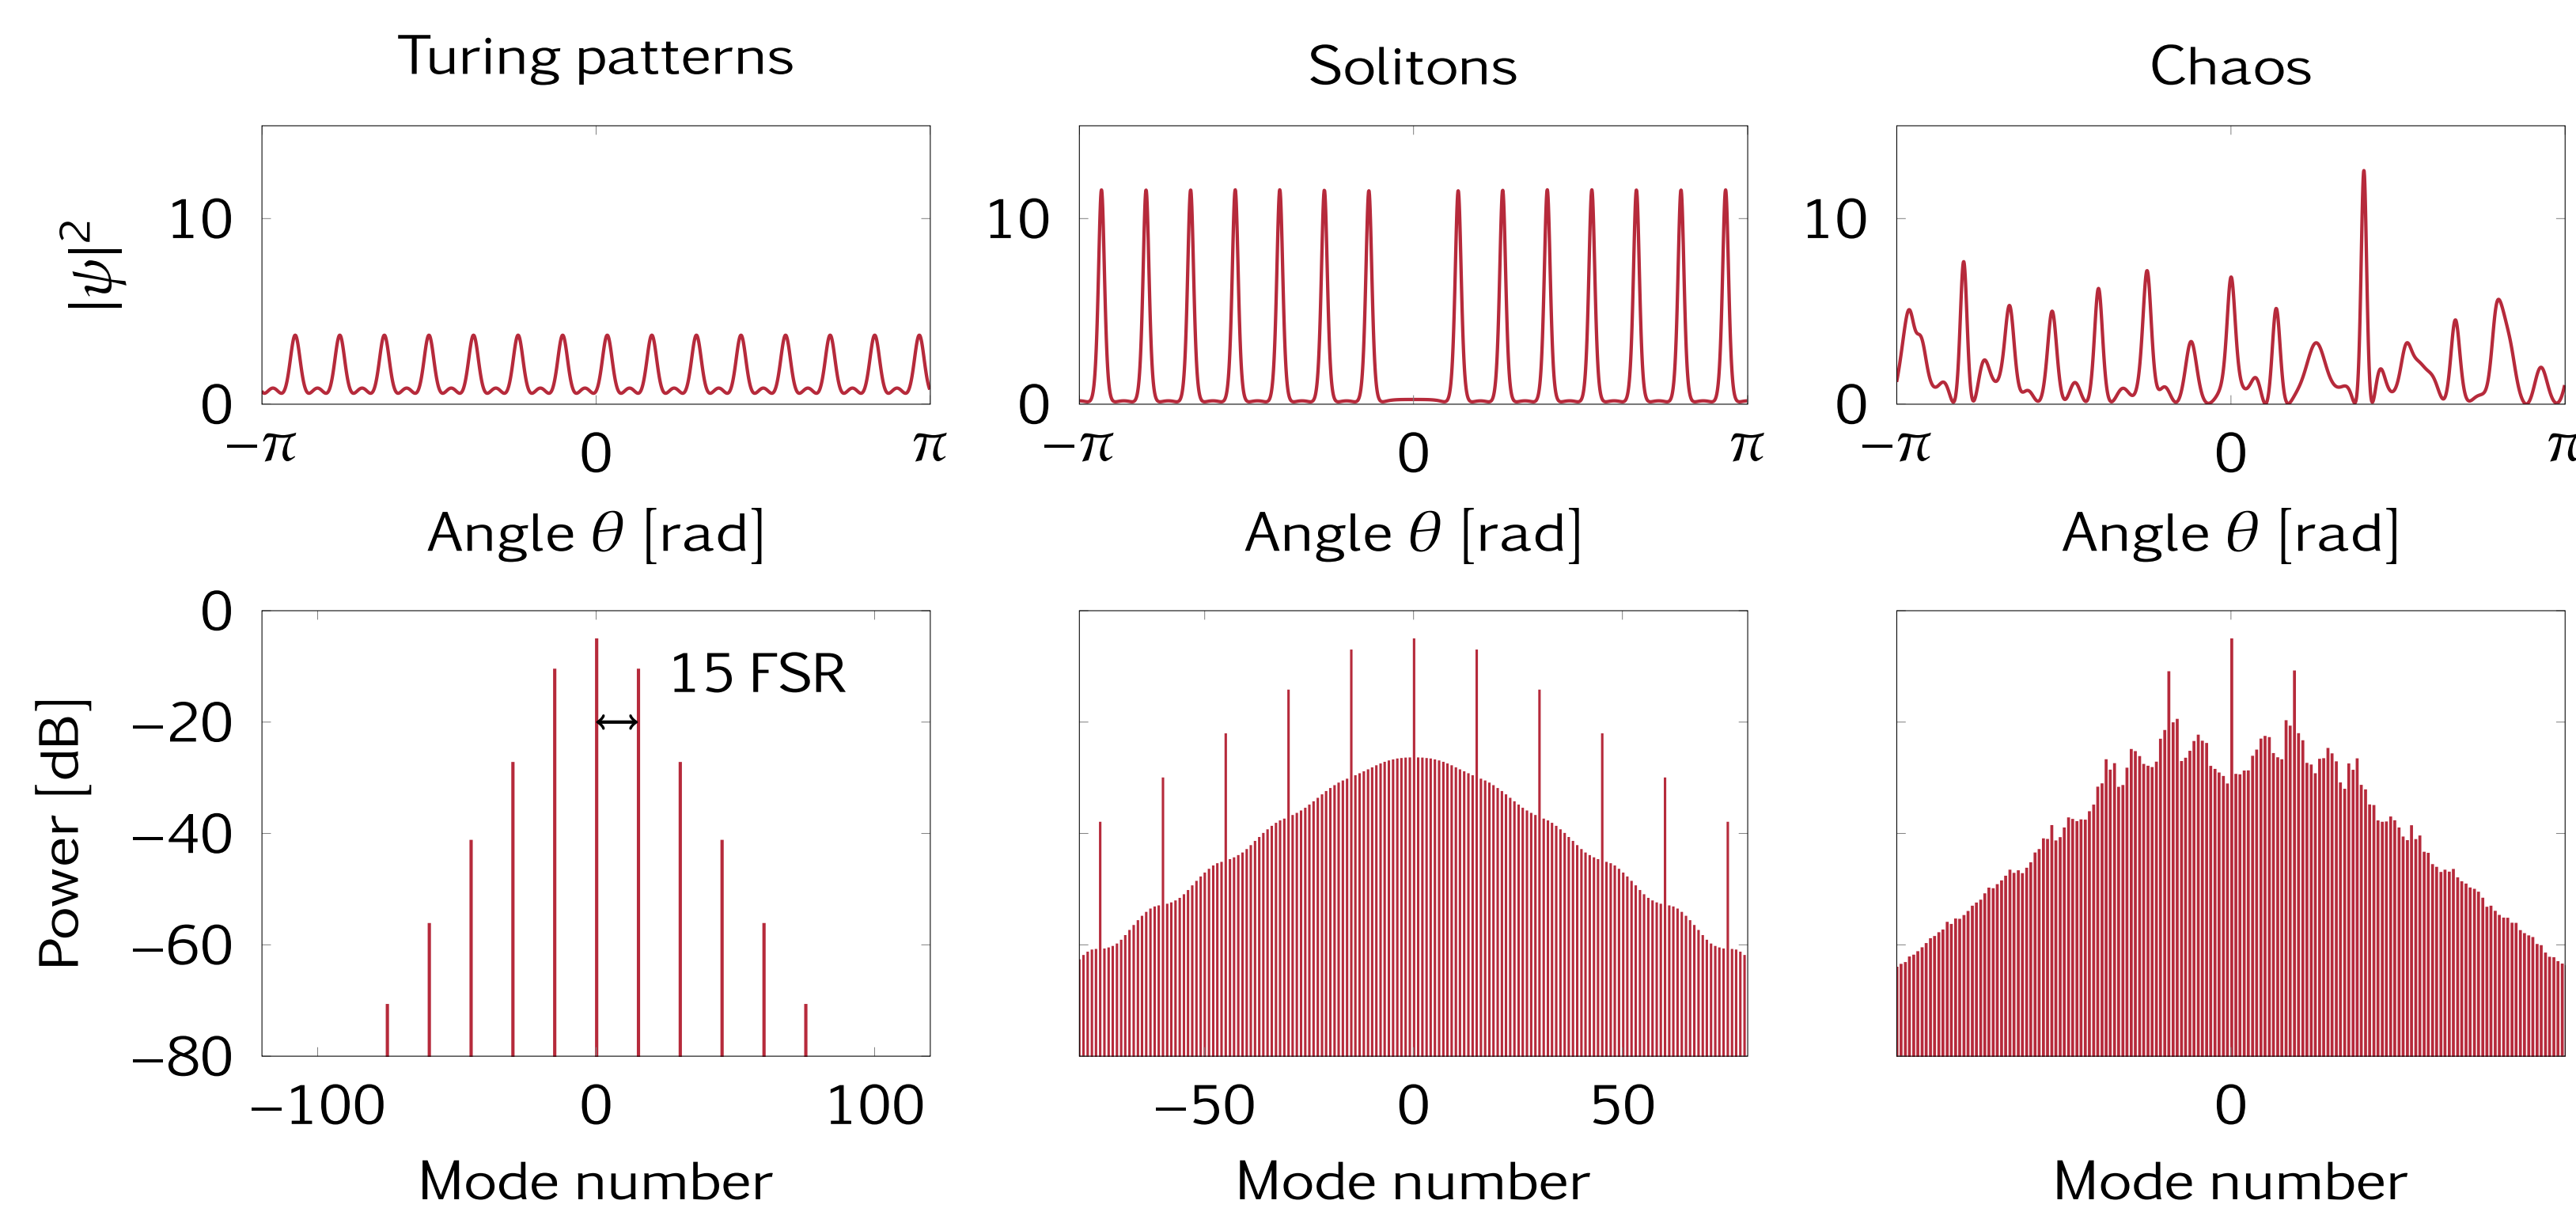 Turing patterns
Solitons
Chaos
|ψ|²
10
0
−π
0
π
Angle θ [rad]
10
0
−π
0
π
Angle θ [rad]
10
0
−π
0
π
Angle θ [rad]
Power [dB]
0
−20
−40
−60
−80
15 FSR
−100
0
100
Mode number
−50
0
50
Mode number
0
Mode number